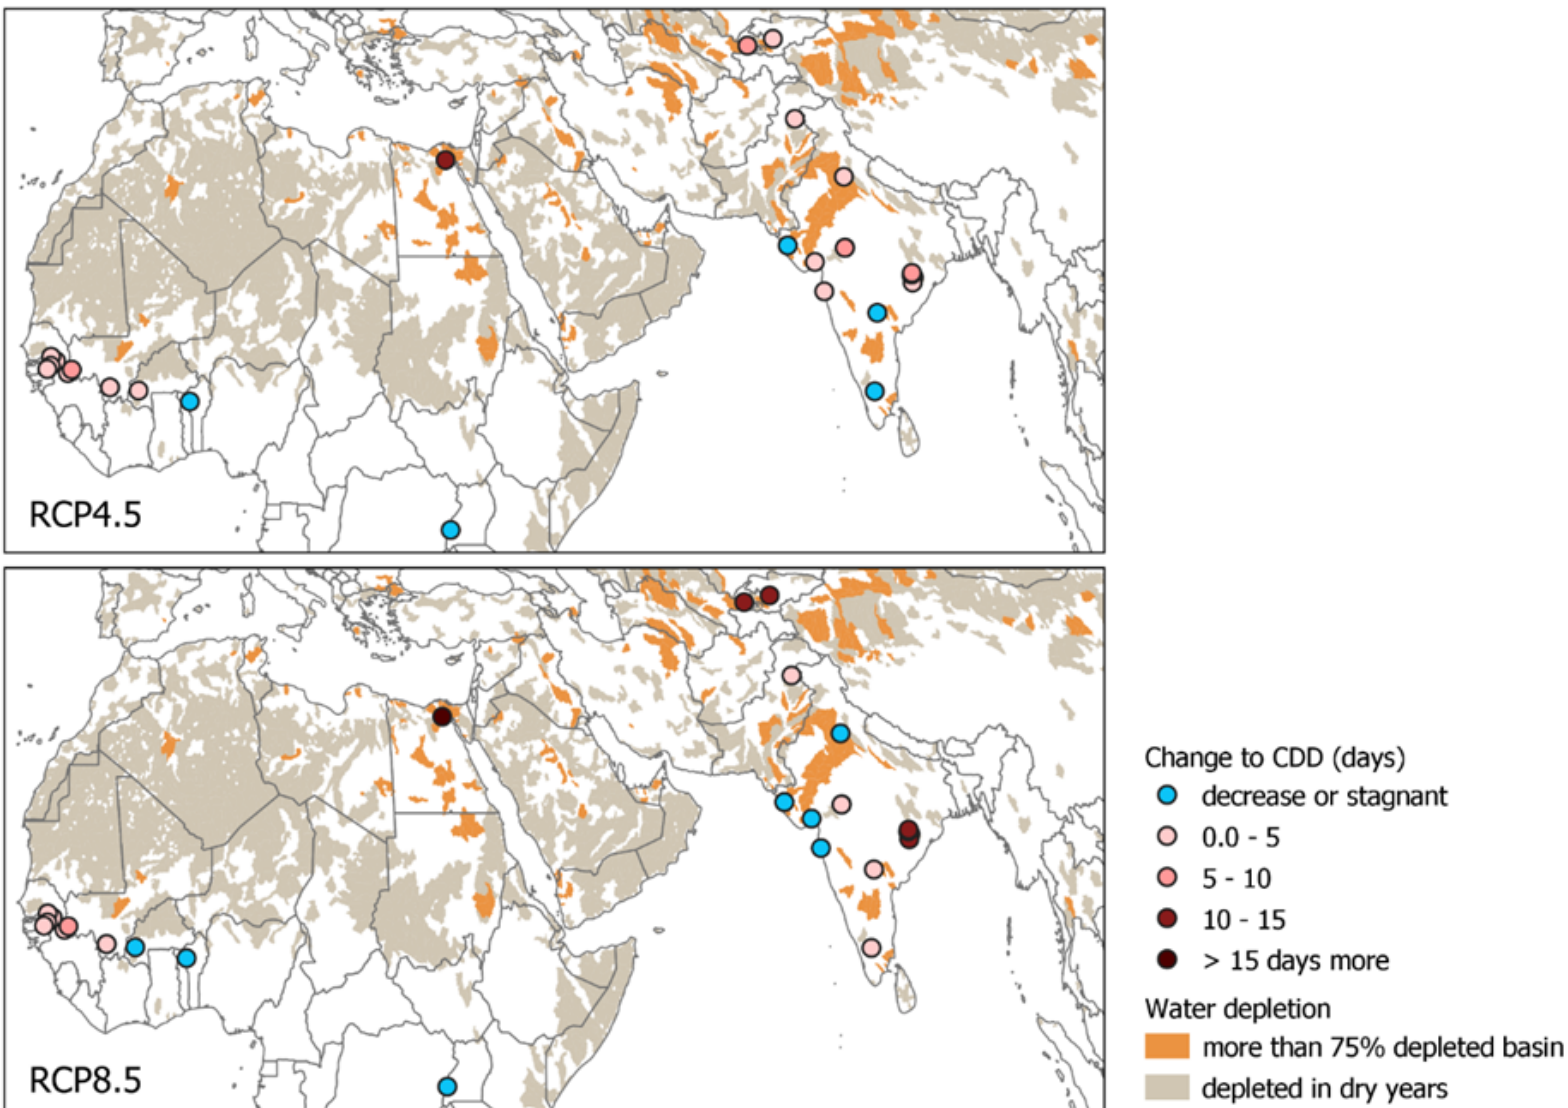 RCP4.5
RCP8.5
Change to CDD (days)
decrease or stagnant
0.0 - 5
5 - 10
10 - 15
> 15 days more
Water depletion
more than 75% depleted basin
depleted in dry years